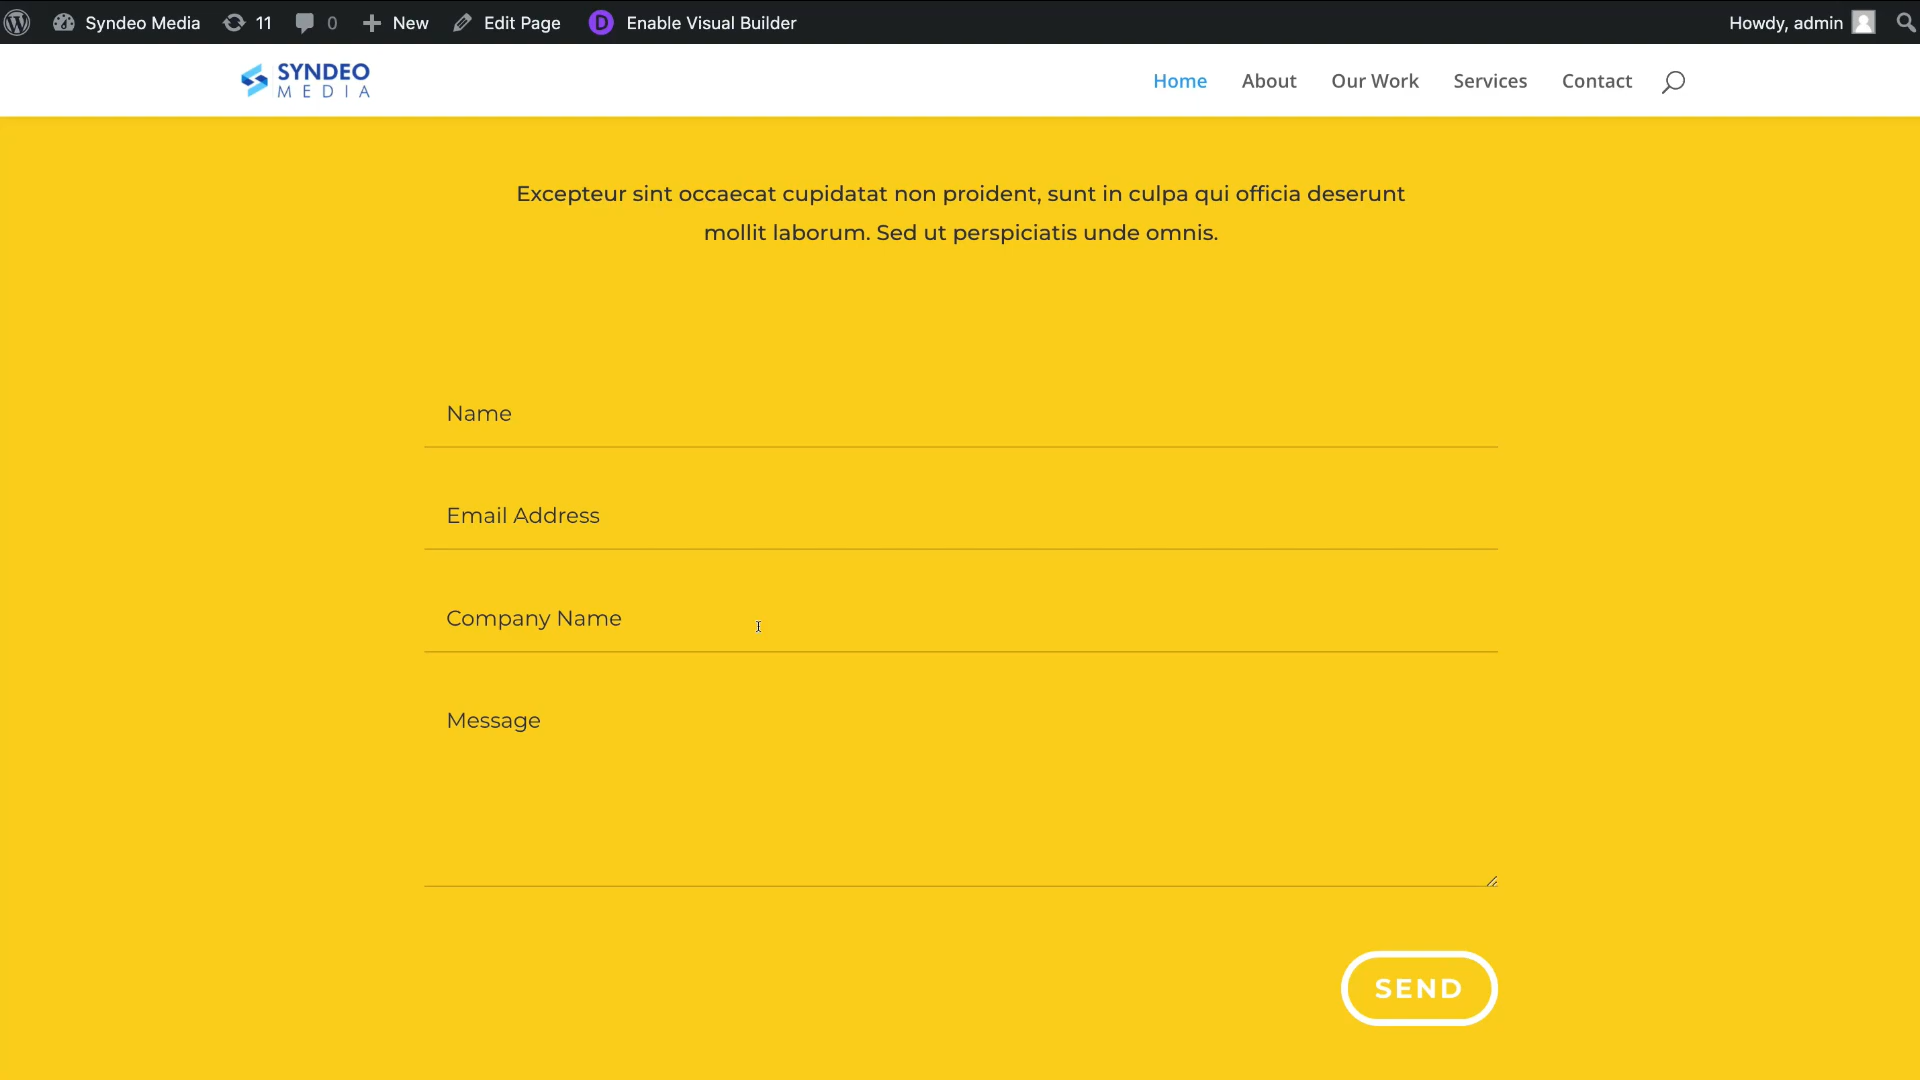 Syndeo Media 11 0 New Edit Page D Enable Visual Builder Howdy, admin
SYNDEO
MEDIA
Home About Our Work Services Contact
Excepteur sint occaecat cupidatat non proident, sunt in culpa qui officia deserunt
mollit laborum. Sed ut perspiciatis unde omnis.
Name
Email Address
Company Name
Message
SEND